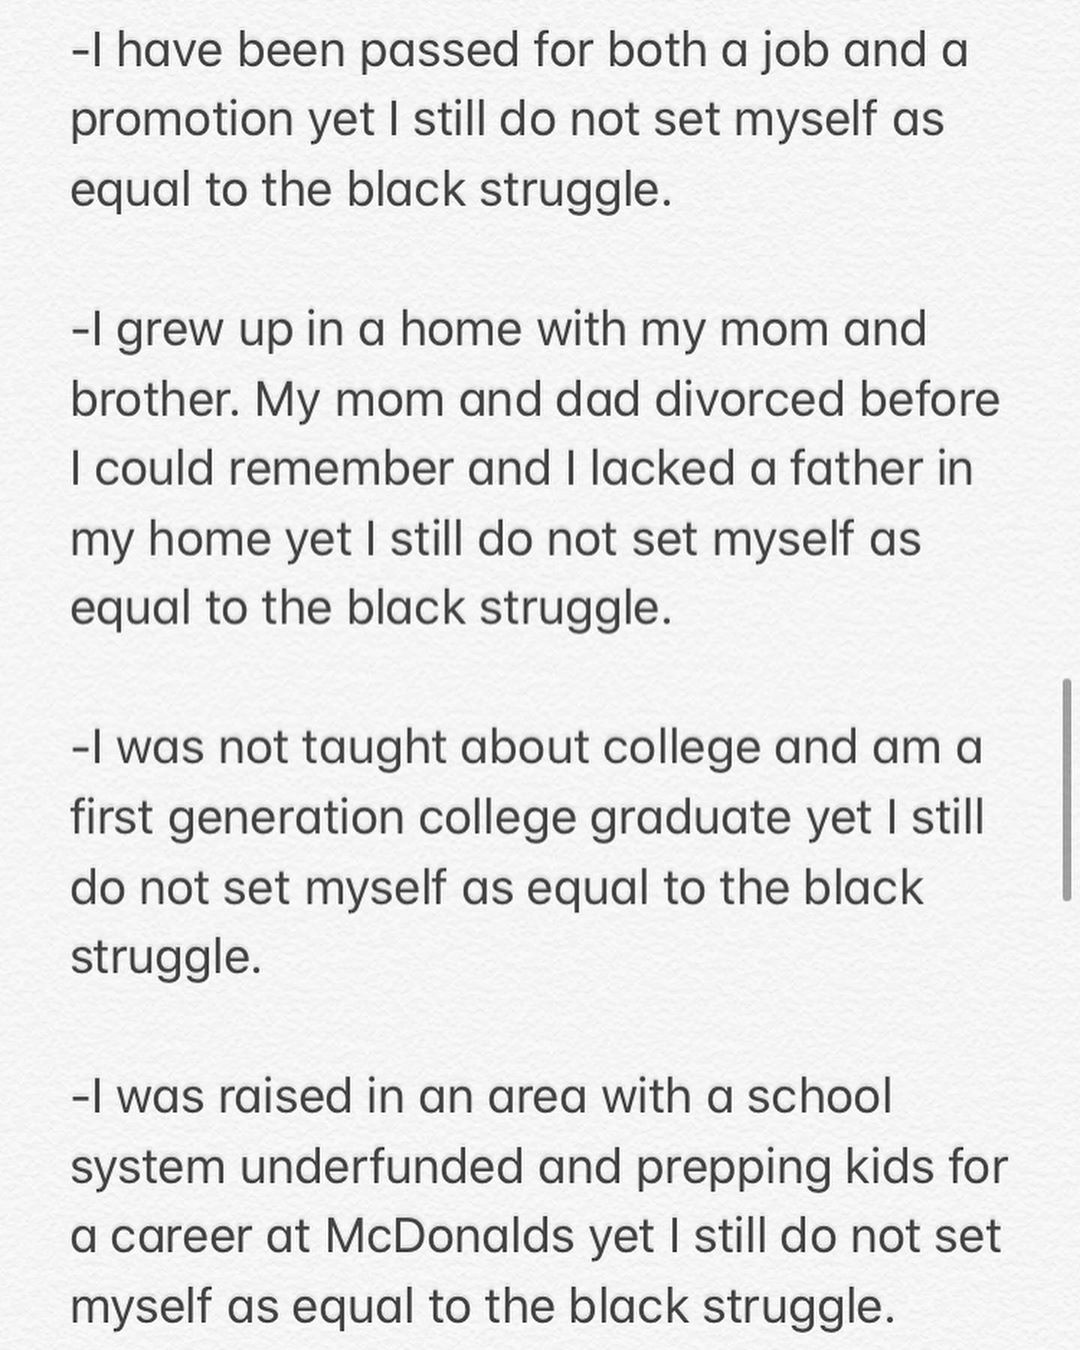 -I have been passed for both a job and a
promotion yet I still do not set myself as
equal to the black struggle.
-I grew up in a home with my mom and
brother. My mom and dad divorced before
I could remember and I lacked a father in
my home yet I still do not set myself as
equal to the black struggle.
-I was not taught about college and am a
first generation college graduate yet I still
do not set myself as equal to the black
struggle.
-I was raised in an area with a school
system underfunded and prepping kids for
a career at McDonalds yet I still do not set
myself as equal to the black struggle.